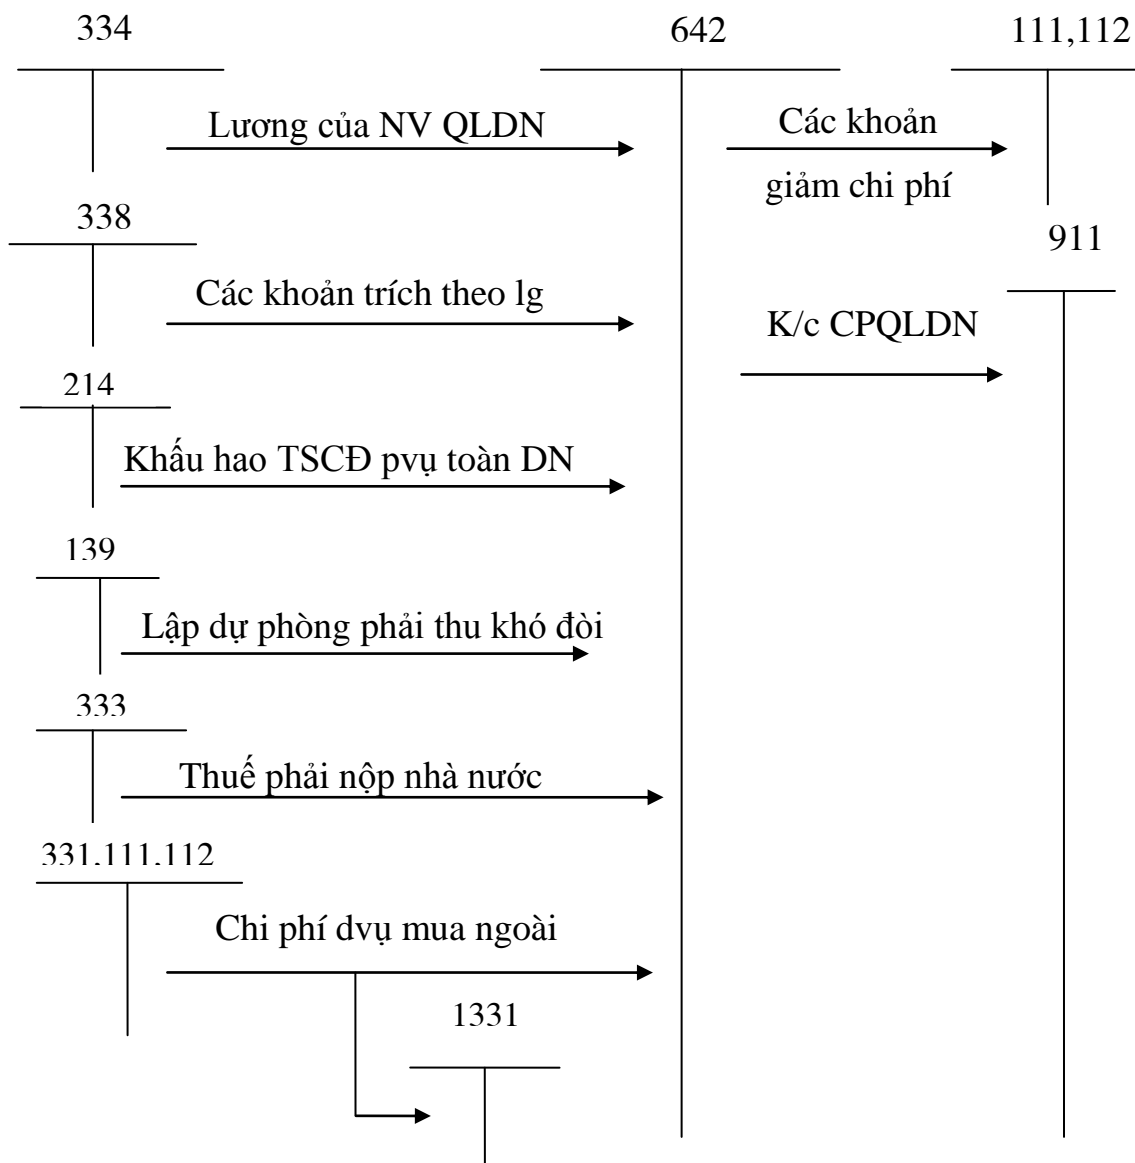 334
642
111,112
Lương của NV QLDN
Các khoản
giảm chi phí
338
911
Các khoản trích theo lg
K/c CPQLDN
214
Khấu hao TSCĐ pvụ toàn DN
139
Lập dự phòng phải thu khó đòi
333
Thuế phải nộp nhà nước
331,111,112
Chi phí dvụ mua ngoài
1331